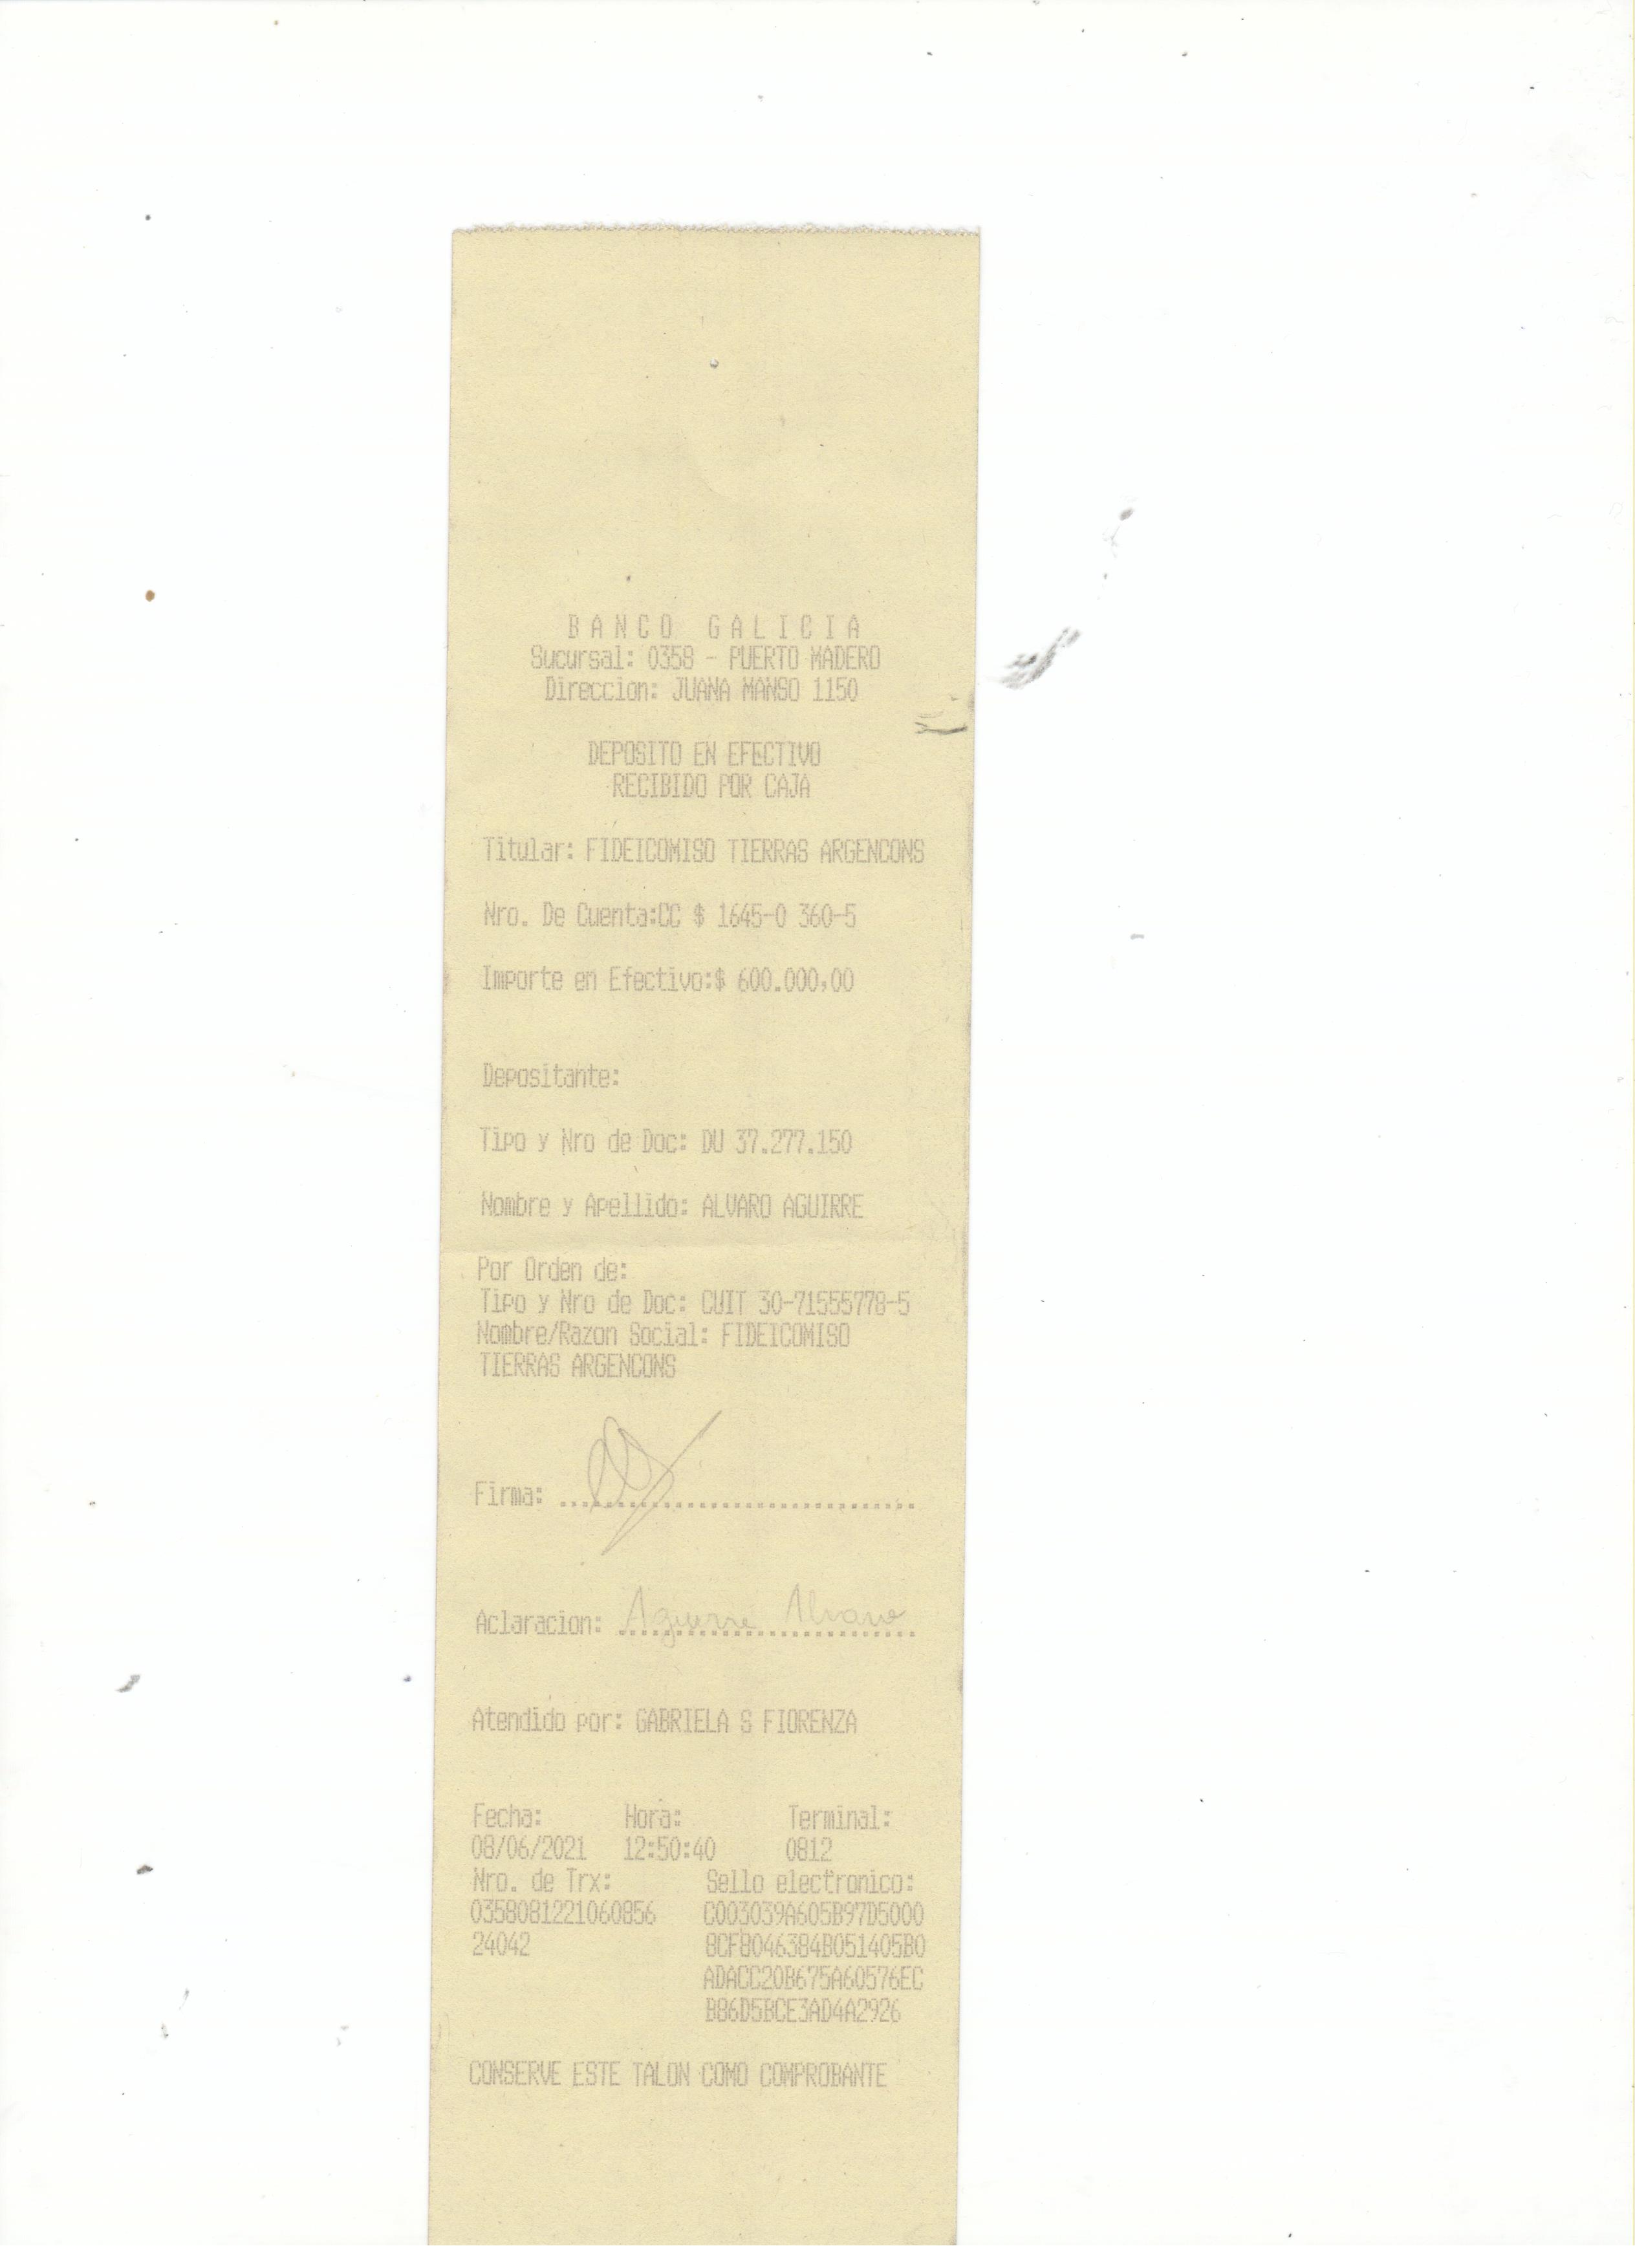 BANCO GALICIA
Sucursal: 0358 - PUERTO MADERO
Direccion: JUANA MANSO 1150
DEPOSITO EN EFECTIVO
RECIBIDO POR CAJA
Titular: FIDEICOMISO TIERRAS ARGENCONS
Nro. De Cuenta:CC $ 1645-0 360-5
Importe en Efectivo:$ 600.000,00
Depositante:
Tipo y Nro de Doc: DU 37.277.150
Nombre y Apellido: ALVARO AGUIRRE
Por Orden de:
Tipo y Nro de Doc: CUIT 30-71555778-5
Nombre/Razon Social: FIDEICOMISO
TIERRAS ARGENCONS
Firma: ....................................
Aclaracion: Aguirre Alvaro
Atendido por: GABRIELA S FIORENZA
Fecha: Hora: Terminal:
08/06/2021 12:50:40 0812
Nro. de Trx: Sello electronico:
0358081221060856 C003039A605B97D5000
24042 8CF8046384B051405B0
ADACC20B675A60576EC
B86D5BCE3AD4A2926
CONSERVE ESTE TALON COMO COMPROBANTE